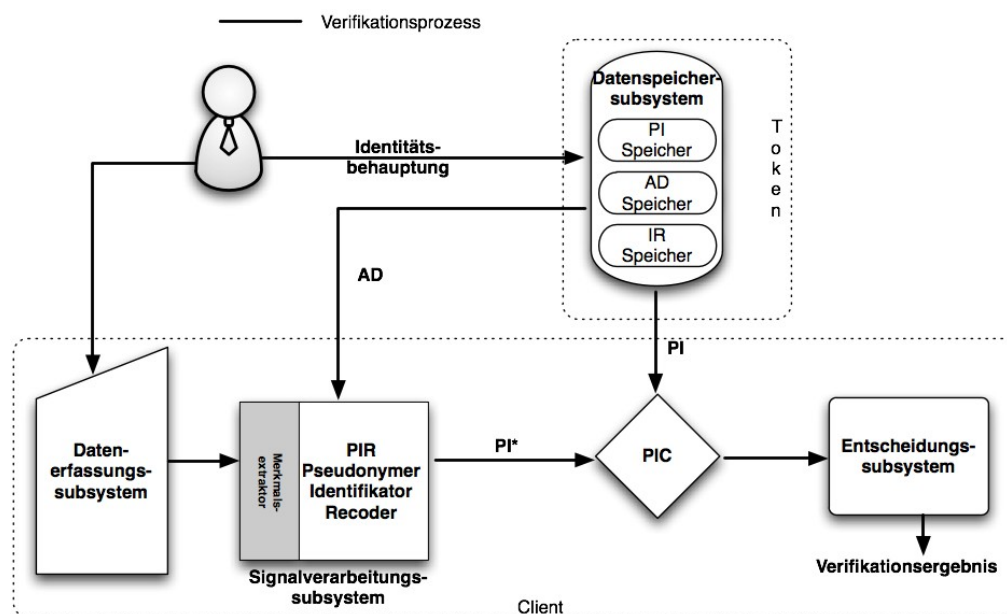 Verifikationsprozess
Datenspeicher-
subsystem
PI
Speicher
AD
Speicher
IR
Speicher
Token
Identitäts-
behauptung
AD
PI
Daten-
erfassungs-
subsystem
Merkmals-
extraktor
PIR
Pseudonymer
Identifikator
Recoder
Signalverarbeitungs-
subsystem
PI*
PIC
Entscheidungs-
subsystem
Verifikationsergebnis
Client